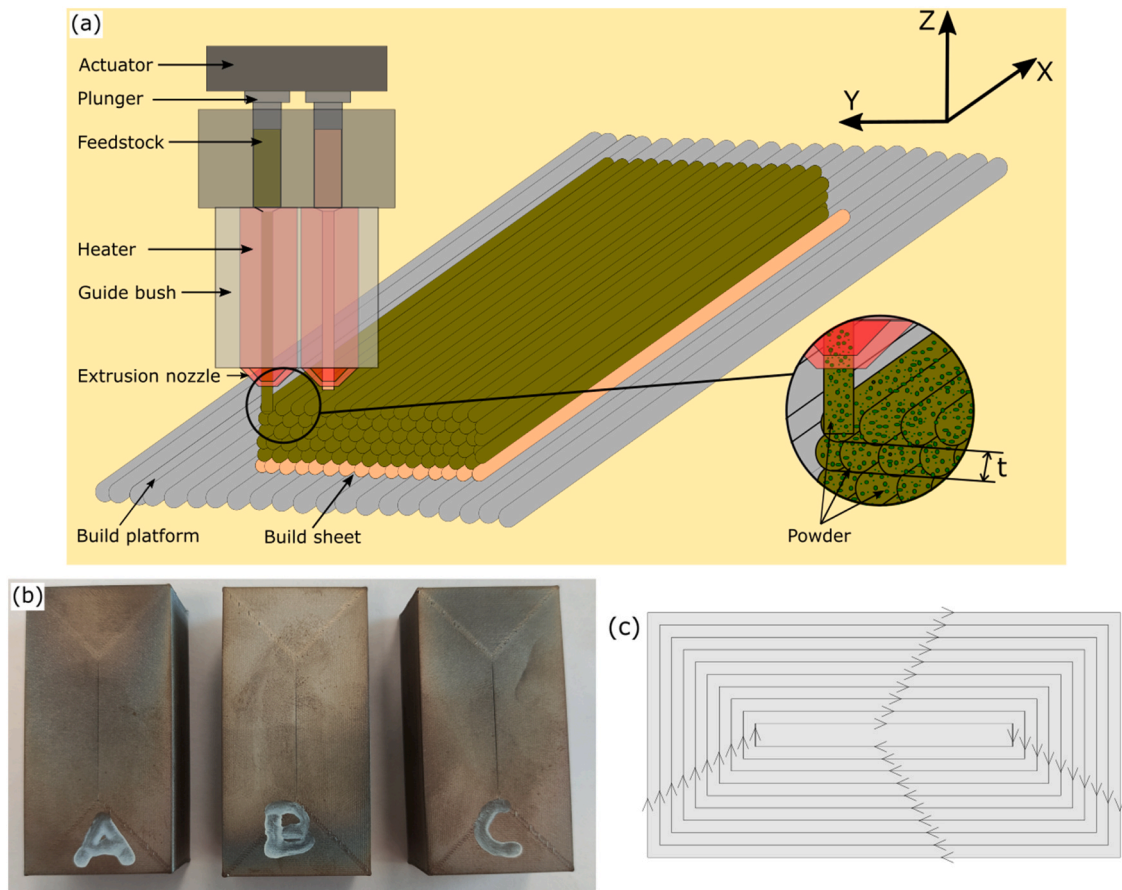 (a)
Actuator
Plunger
Feedstock
Heater
Guide bush
Extrusion nozzle
Build platform
Build sheet
Z
X
Y
t
Powder
(b)
A
B
C
(c)